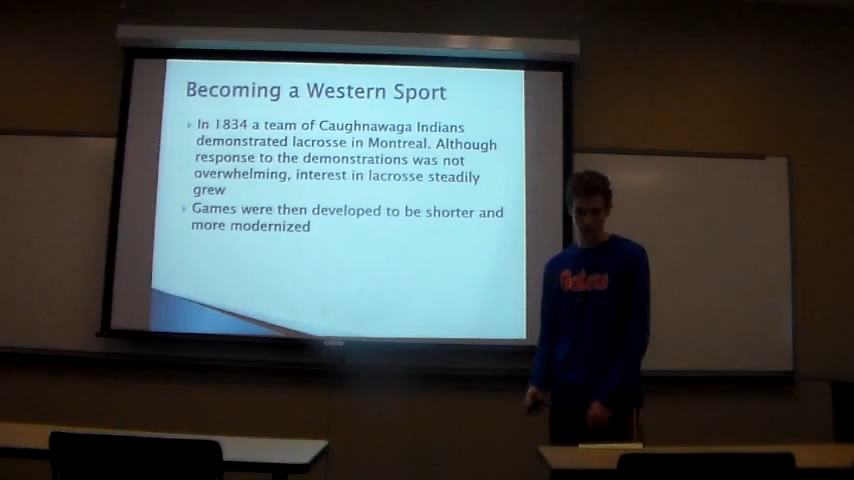 Becoming a Western Sport
In 1834 a team of Caughnawaga Indians
demonstrated lacrosse in Montreal. Although
response to the demonstrations was not
overwhelming, interest in lacrosse steadily
grew
Games were then developed to be shorter and
more modernized